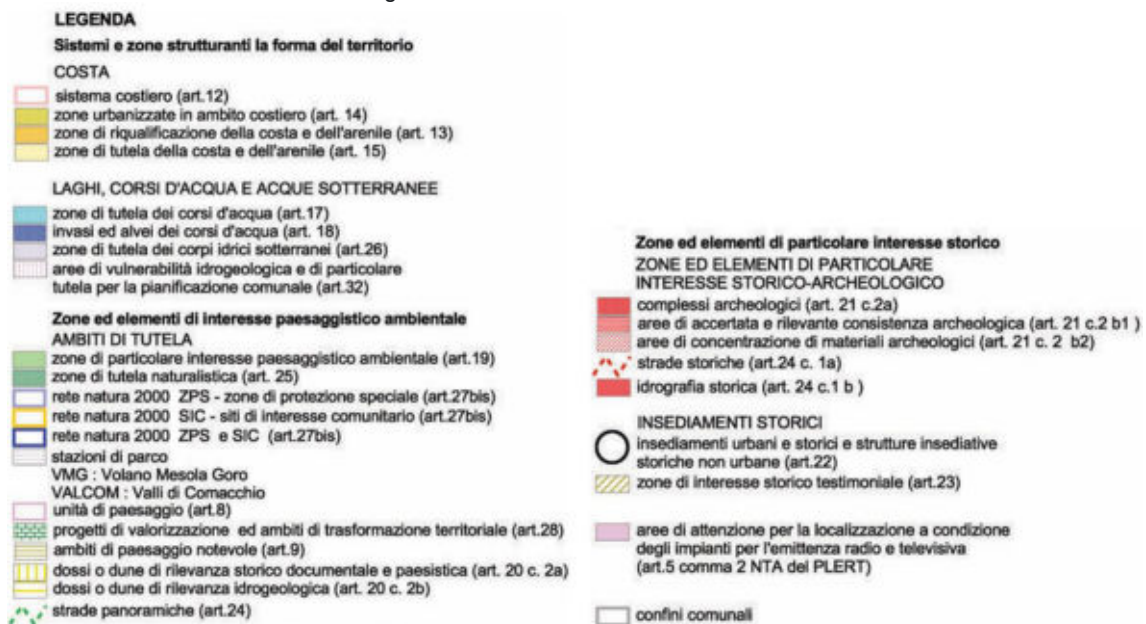 LEGENDA
Sistemi e zone strutturanti la forma del territorio
COSTA
sistema costiero (art.12)
zone urbanizzate in ambito costiero (art. 14)
zone di riqualificazione della costa e dell'arenile (art. 13)
zone di tutela della costa e dell'arenile (art. 15)
LAGHI, CORSI D'ACQUA E ACQUE SOTTERRANEE
zone di tutela dei corsi d'acqua (art.17)
invasi ed alvei dei corsi d'acqua (art. 18)
zone di tutela dei corpi idrici sotterranei (art.26)
aree di vulnerabilità idrogeologica e di particolare
tutela per la pianificazione comunale (art.32)
Zone ed elementi di interesse paesaggistico ambientale
AMBITI DI TUTELA
zone di particolare interesse paesaggistico ambientale (art.19)
zone di tutela naturalistica (art. 25)
rete natura 2000 ZPS - zone di protezione speciale (art.27bis)
rete natura 2000 SIC - siti di interesse comunitario (art.27bis)
rete natura 2000 ZPS e SIC (art.27bis)
stazioni di parco
VMG : Volano Mesola Goro
VALCOM : Valli di Comacchio
unità di paesaggio (art.8)
progetti di valorizzazione ed ambiti di trasformazione territoriale (art.28)
ambiti di paesaggio notevole (art.9)
dossi o dune di rilevanza storico documentale e paesistica (art. 20 c. 2a)
dossi o dune di rilevanza idrogeologica (art. 20 c. 2b)
strade panoramiche (art.24)
Zone ed elementi di particolare interesse storico
ZONE ED ELEMENTI DI PARTICOLARE
INTERESSE STORICO-ARCHEOLOGICO
complessi archeologici (art. 21 c.2a)
aree di accertata e rilevante consistenza archeologica (art. 21 c.2 b1 )
aree di concentrazione di materiali archeologici (art. 21 c. 2 b2)
strade storiche (art.24 c. 1a)
idrografia storica (art. 24 c.1 b )
INSEDIAMENTI STORICI
insediamenti urbani e storici e strutture insediative
storiche non urbane (art.22)
zone di interesse storico testimoniale (art.23)
aree di attenzione per la localizzazione a condizione
degli impianti per l'emittenza radio e televisiva
(art.5 comma 2 NTA del PLERT)
confini comunali